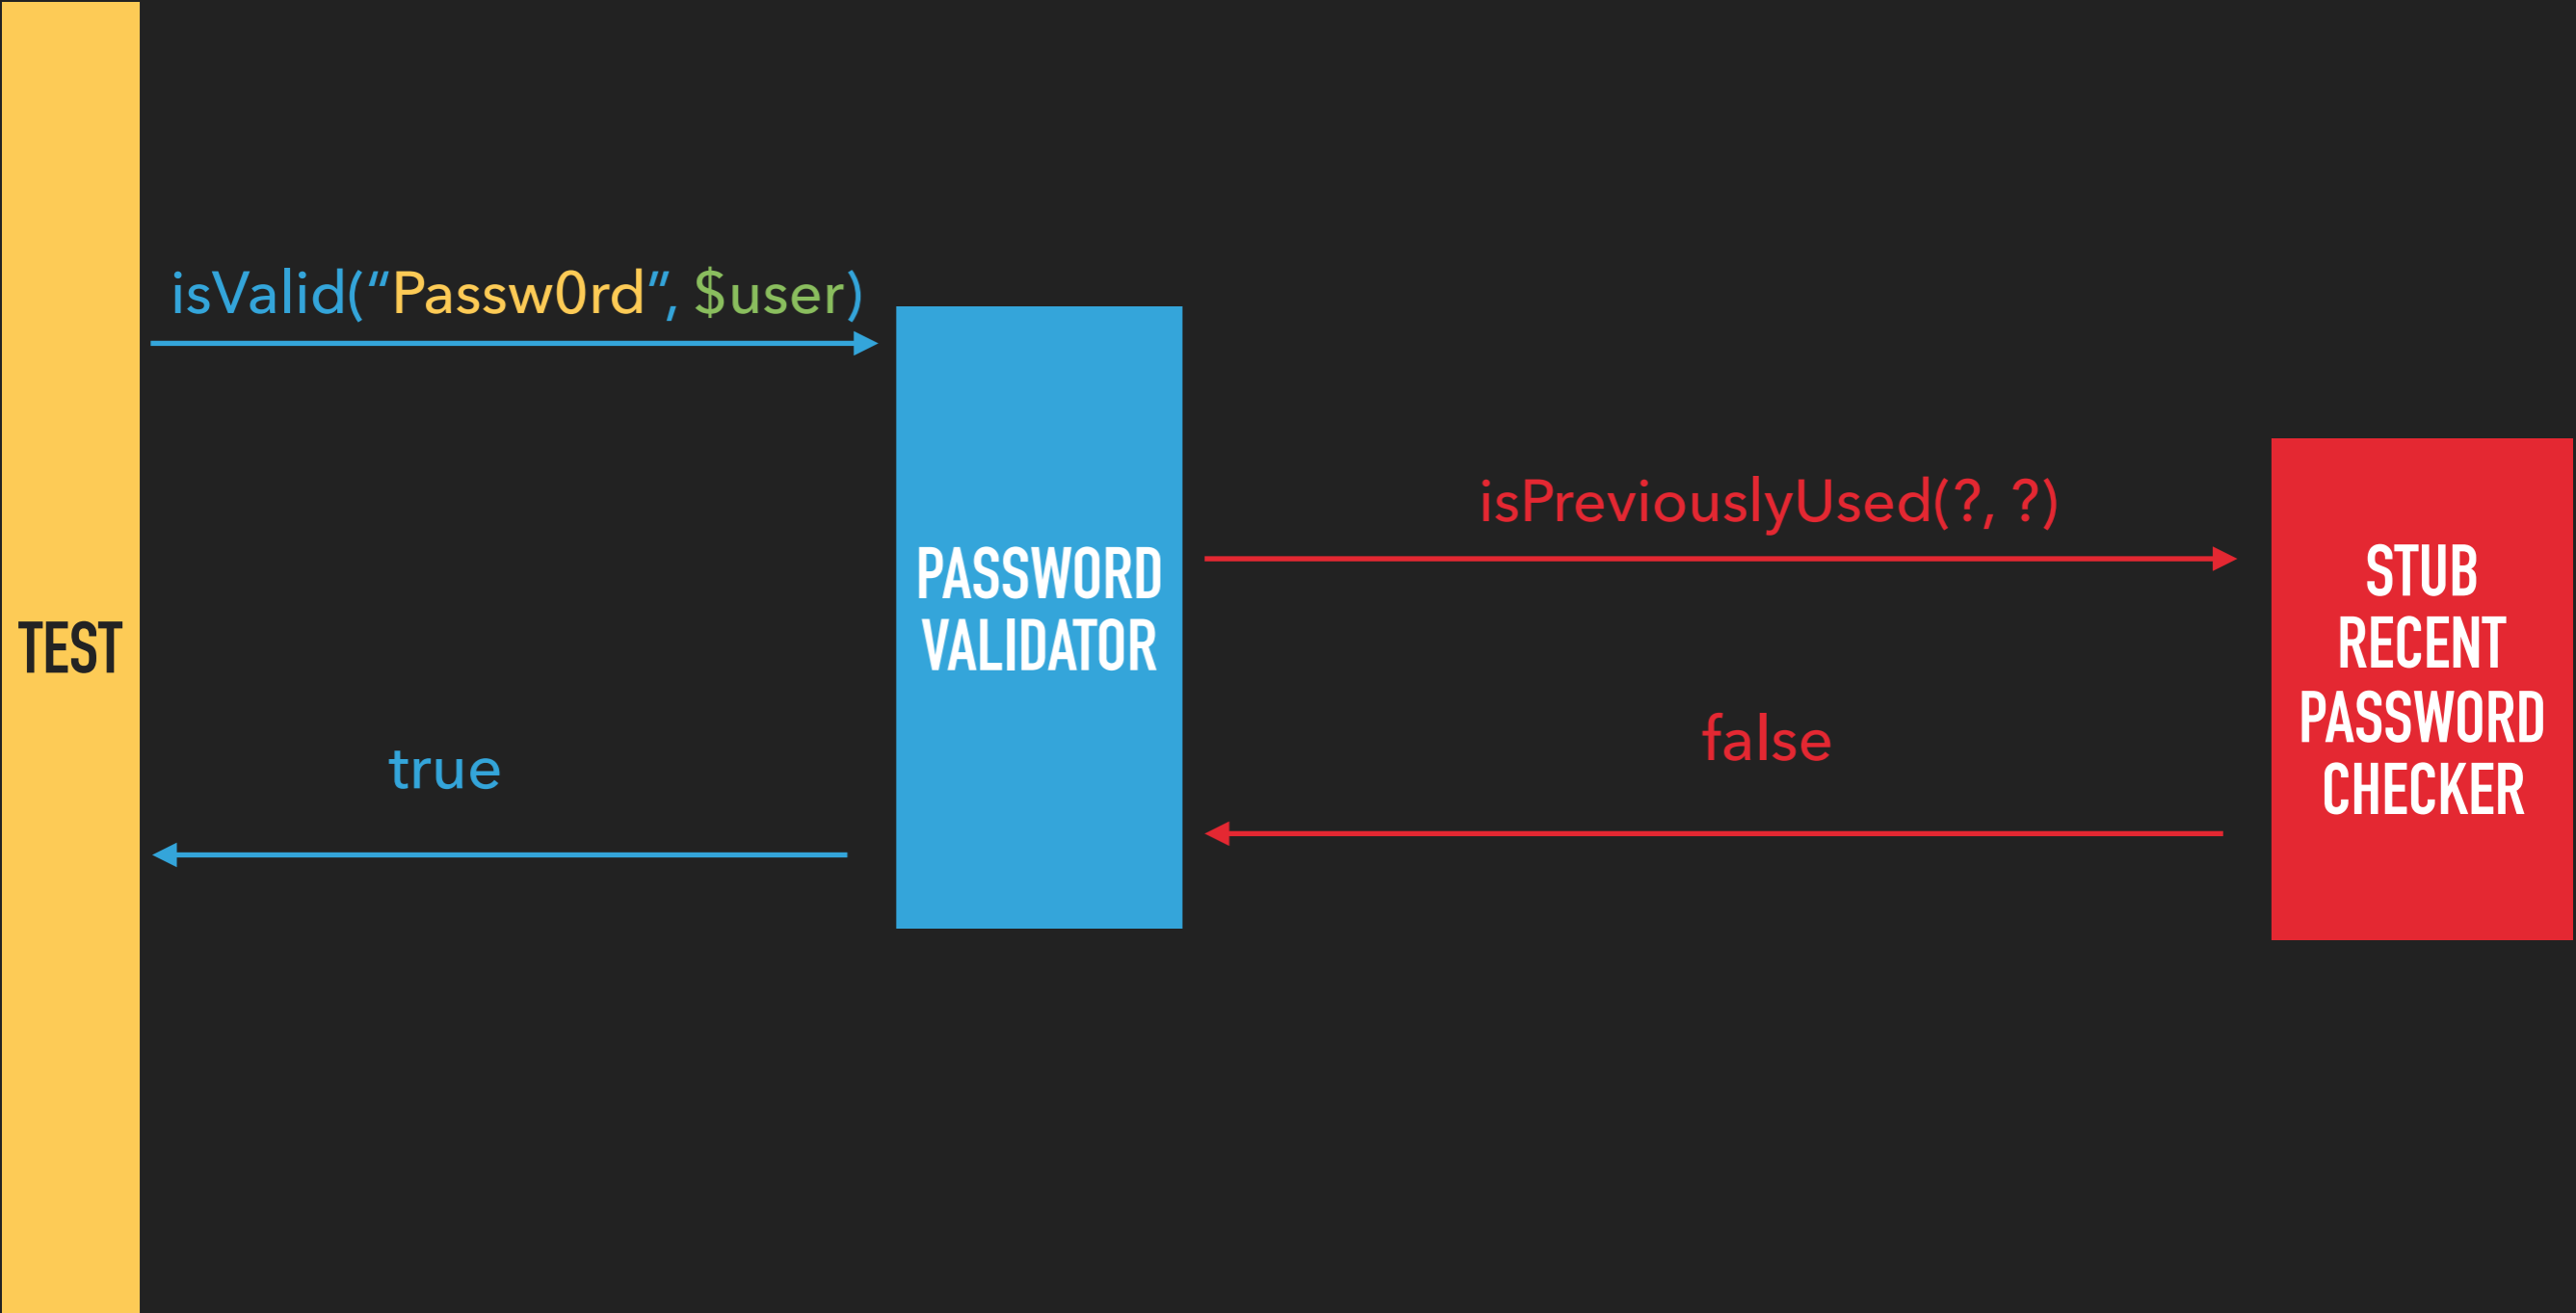 isValid(“Passw0rd”, $user)
isPreviouslyUsed(?, ?)
PASSWORD
VALIDATOR
STUB
RECENT
PASSWORD
CHECKER
TEST
false
true